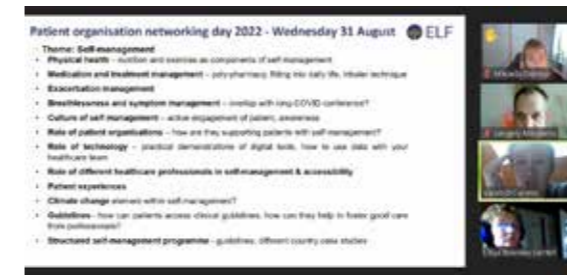 Patient organisation networking day 2022 - Wednesday 31 August ELF
Theme: Self-management
• Physical health - nutrition and exercise as components of self management
• Medication and treatment management - polypharmacy, fitting into daily life, inhaler technique
• Exacerbation management
• Breathlessness and symptom management - overlap with long COVID conference?
• Culture of self management - active engagement of patient, awareness
• Role of patient organisations - how are they supporting patients with self-management?
• Role of technology - practical demonstrations of digital tools, how to use data with your
healthcare team
• Role of different healthcare professionals in self-management & accessibility
• Patient experiences
• Climate change element within self-management?
• Guidelines - how can patients access clinical guidelines, how can they help to foster good care
from professionals?
• Structured self-management programme - guidelines, different country case studies